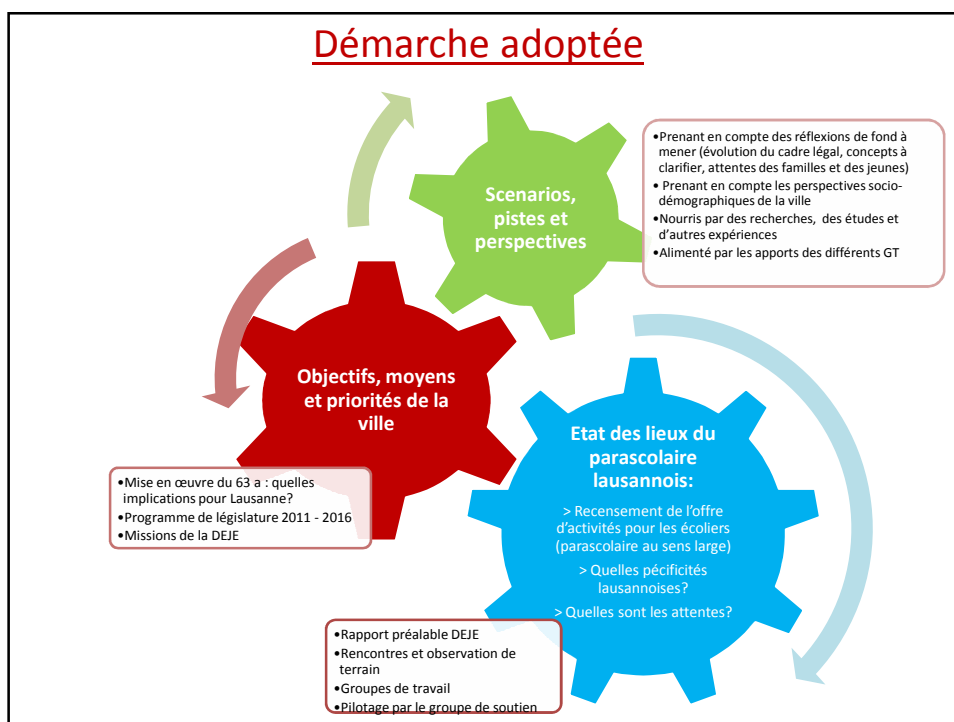 Démarche adoptée
Scenarios,
pistes et
perspectives
•Prenant en compte des réflexions de fond à
mener (évolution du cadre légal, concepts à
clarifier, attentes des familles et des jeunes)
• Prenant en compte les perspectives socio-
démographiques de la ville
•Nourris par des recherches, des études et
d'autres expériences
•Alimenté par les apports des différents GT
Objectifs, moyens
et priorités de la
ville
•Mise en œuvre du 63 a : quelles
implications pour Lausanne?
•Programme de législature 2011 - 2016
•Missions de la DEJE
Etat des lieux du
parascolaire
lausannois:
> Recensement de l'offre
d'activités pour les écoliers
(parascolaire au sens large)
> Quelles pécificités
lausannoises?
> Quelles sont les attentes?
•Rapport préalable DEJE
•Rencontres et observation de
terrain
•Groupes de travail
•Pilotage par le groupe de soutien